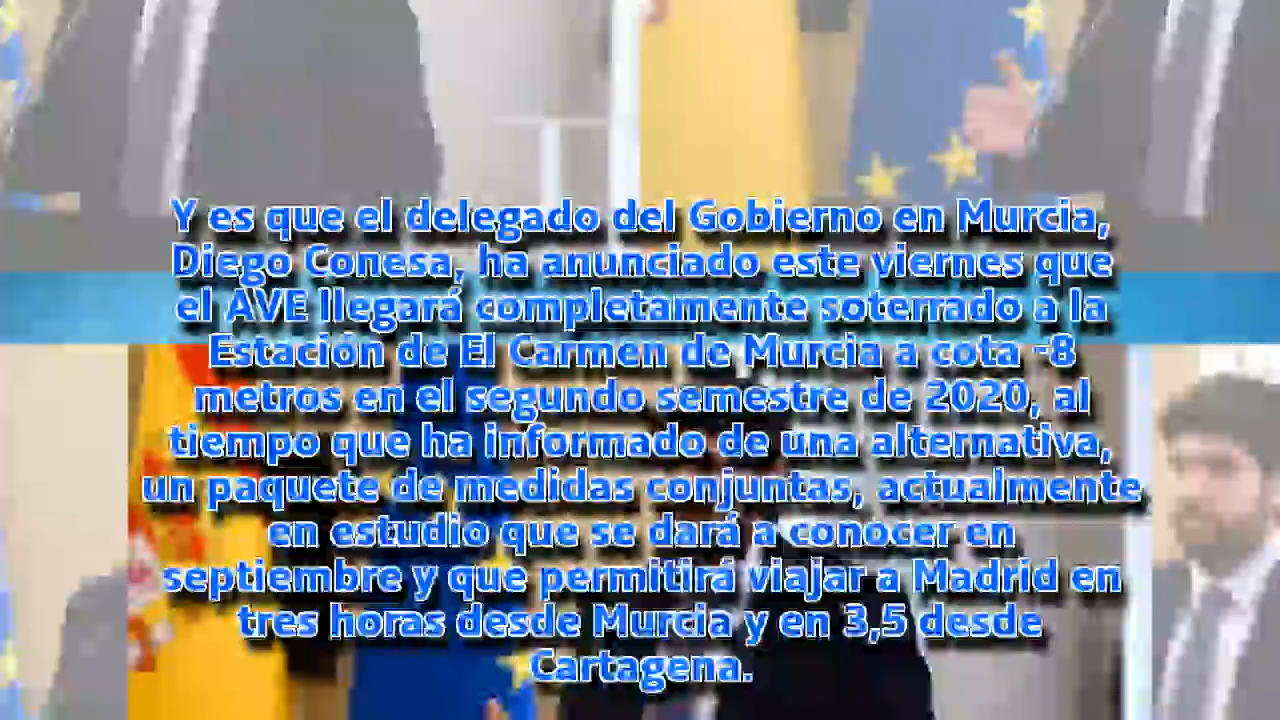 Y es que el delegado del Gobierno en Murcia,
Diego Conesa, ha anunciado este viernes que
el AVE llegará completamente soterrado a la
Estación de El Carmen de Murcia a cota -8
metros en el segundo semestre de 2020, al
tiempo que ha informado de una alternativa,
un paquete de medidas conjuntas, actualmente
en estudio que se dará a conocer en
septiembre y que permitirá viajar a Madrid en
tres horas desde Murcia y en 3,5 desde
Cartagena.